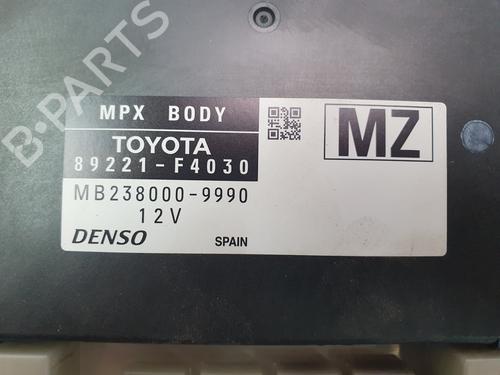 MPX BODY
TOYOTA
89221-F4030
MB238000-9990
12V
DENSO
SPAIN
MZ
B-PARTS